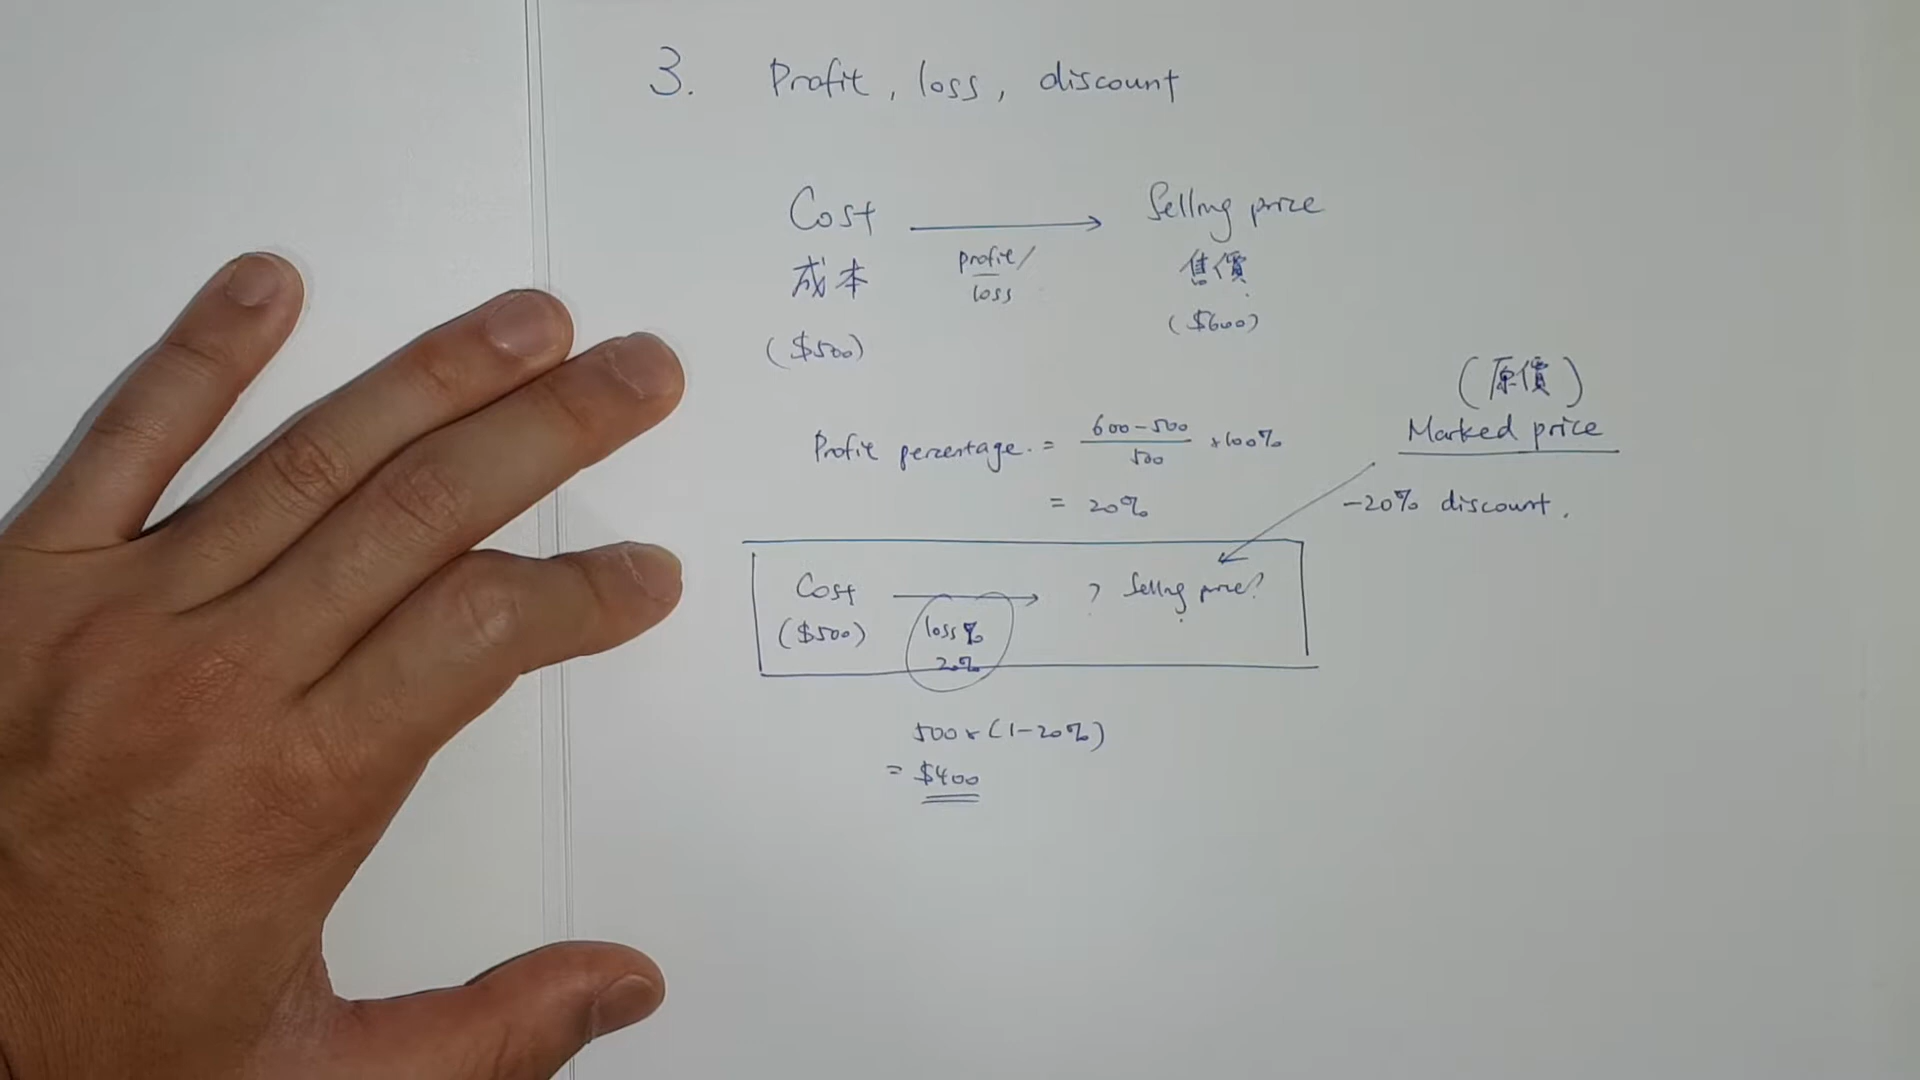 3. Profit, loss, discount
Cost → Selling price
成本 profit/ 售價
loss
($500) ($600)
(原價)
Marked price
Profit percentage = 600-500 / 500 ×100%
= 20%
-20% discount.
Cost → ? Selling price?
($500) loss %
20%
500×(1-20%)
= $400